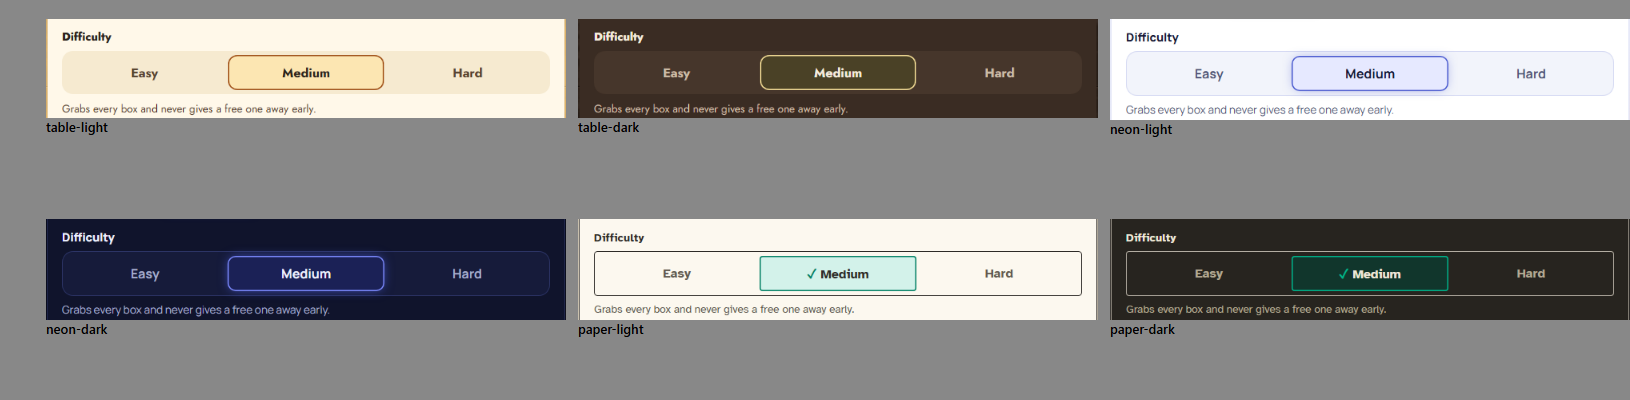 Difficulty
Easy Medium Hard
Grabs every box and never gives a free one away early.
table-light
Difficulty
Easy Medium Hard
Grabs every box and never gives a free one away early.
table-dark
Difficulty
Easy Medium Hard
Grabs every box and never gives a free one away early.
neon-light
Difficulty
Easy Medium Hard
Grabs every box and never gives a free one away early.
neon-dark
Difficulty
Easy ✓ Medium Hard
Grabs every box and never gives a free one away early.
paper-light
Difficulty
Easy ✓ Medium Hard
Grabs every box and never gives a free one away early.
paper-dark